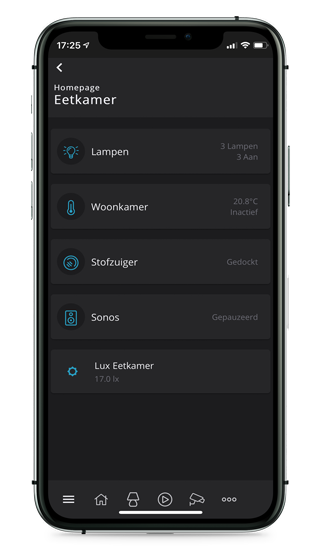 17:25
Homepage
Eetkamer
Lampen
3 Lampen
3 Aan
Woonkamer
20.8°C
Inactief
Stofzuiger
Gedockt
Sonos
Gepauzeerd
Lux Eetkamer
17.0 lx